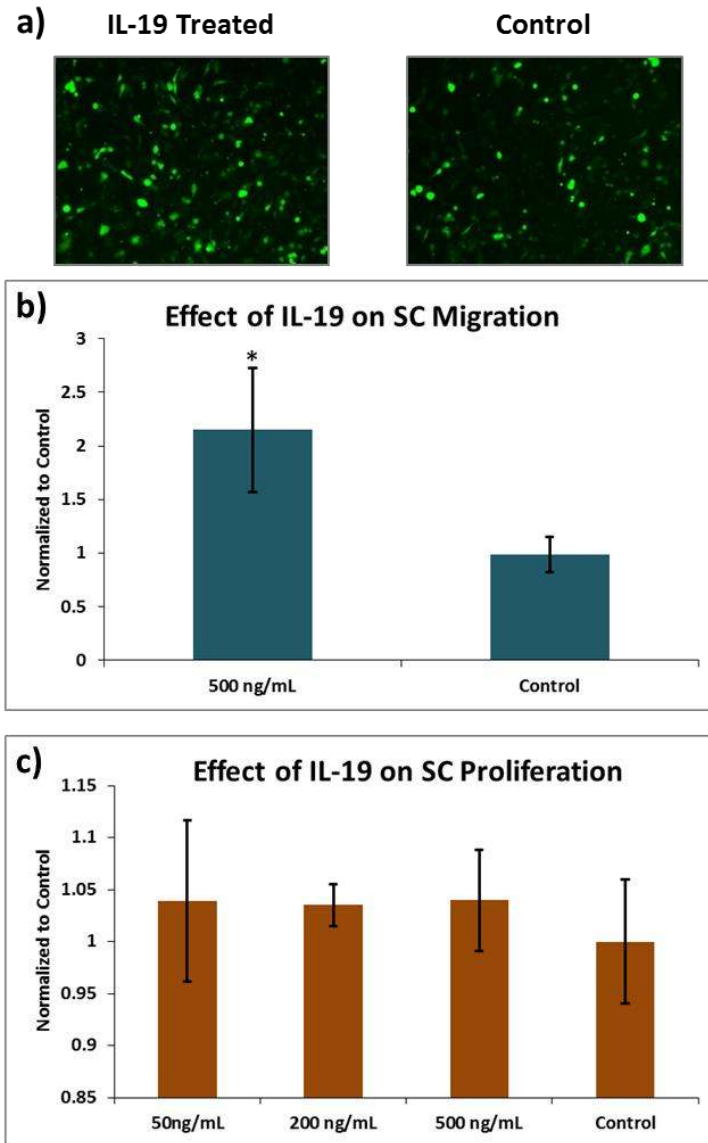 a) IL-19 Treated Control
b) Effect of IL-19 on SC Migration
3
2.5
2
1.5
1
0.5
0
Normalized to Control
*
500 ng/mL Control
c) Effect of IL-19 on SC Proliferation
1.15
1.1
1.05
1
0.95
0.9
0.85
Normalized to Control
50ng/mL 200 ng/mL 500 ng/mL Control